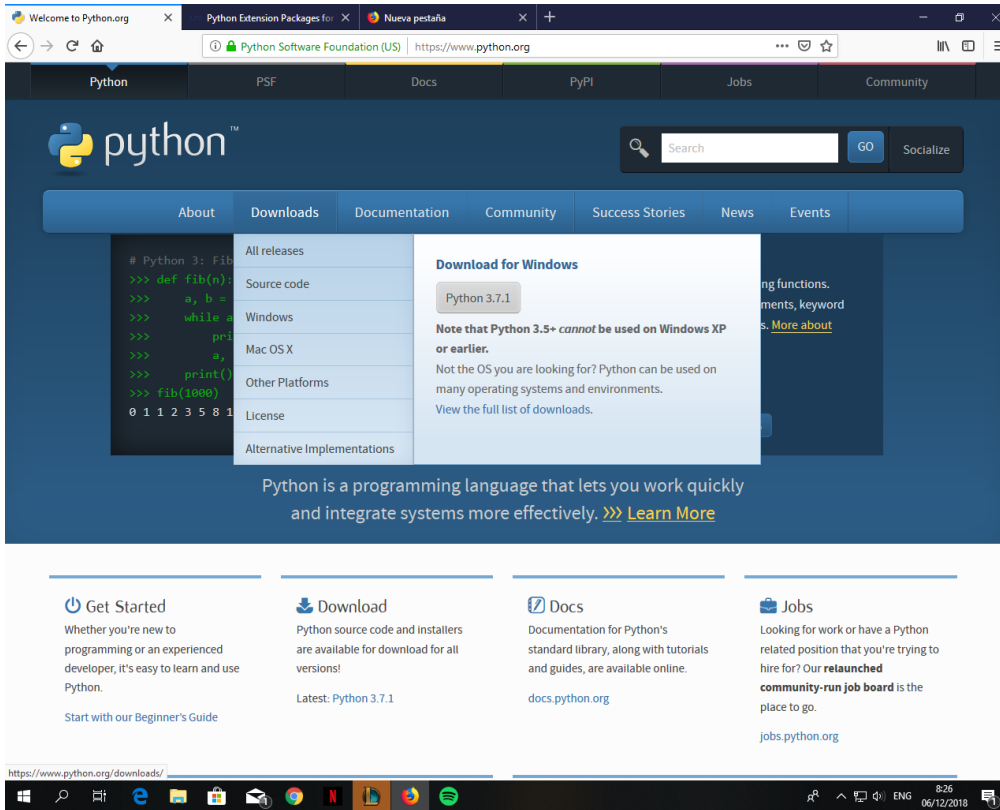 Welcome to Python.org
Python Extension Packages for
Nueva pestaña
Python Software Foundation (US)
https://www.python.org
Python
PSF
Docs
PyPI
Jobs
Community
python™
Search
GO
Socialize
About
Downloads
Documentation
Community
Success Stories
News
Events
# Python 3: Fib
>>> def fib(n):
>>> a, b =
>>> while a
>>> pri
>>> a,
>>> print()
>>> fib(1000)
0 1 1 2 3 5 8 1
All releases
Source code
Windows
Mac OS X
Other Platforms
License
Alternative Implementations
Download for Windows
Python 3.7.1
Note that Python 3.5+ cannot be used on Windows XP
or earlier.
Not the OS you are looking for? Python can be used on
many operating systems and environments.
View the full list of downloads.
ng functions.
ments, keyword
s. More about
Python is a programming language that lets you work quickly
and integrate systems more effectively. >>> Learn More
Get Started
Whether you're new to
programming or an experienced
developer, it's easy to learn and use
Python.
Start with our Beginner's Guide
Download
Python source code and installers
are available for download for all
versions!
Latest: Python 3.7.1
Docs
Documentation for Python's
standard library, along with tutorials
and guides, are available online.
docs.python.org
Jobs
Looking for work or have a Python
related position that you're trying to
hire for? Our relaunched
community-run job board is the
place to go.
jobs.python.org
https://www.python.org/downloads/
ENG
8:26
06/12/2018